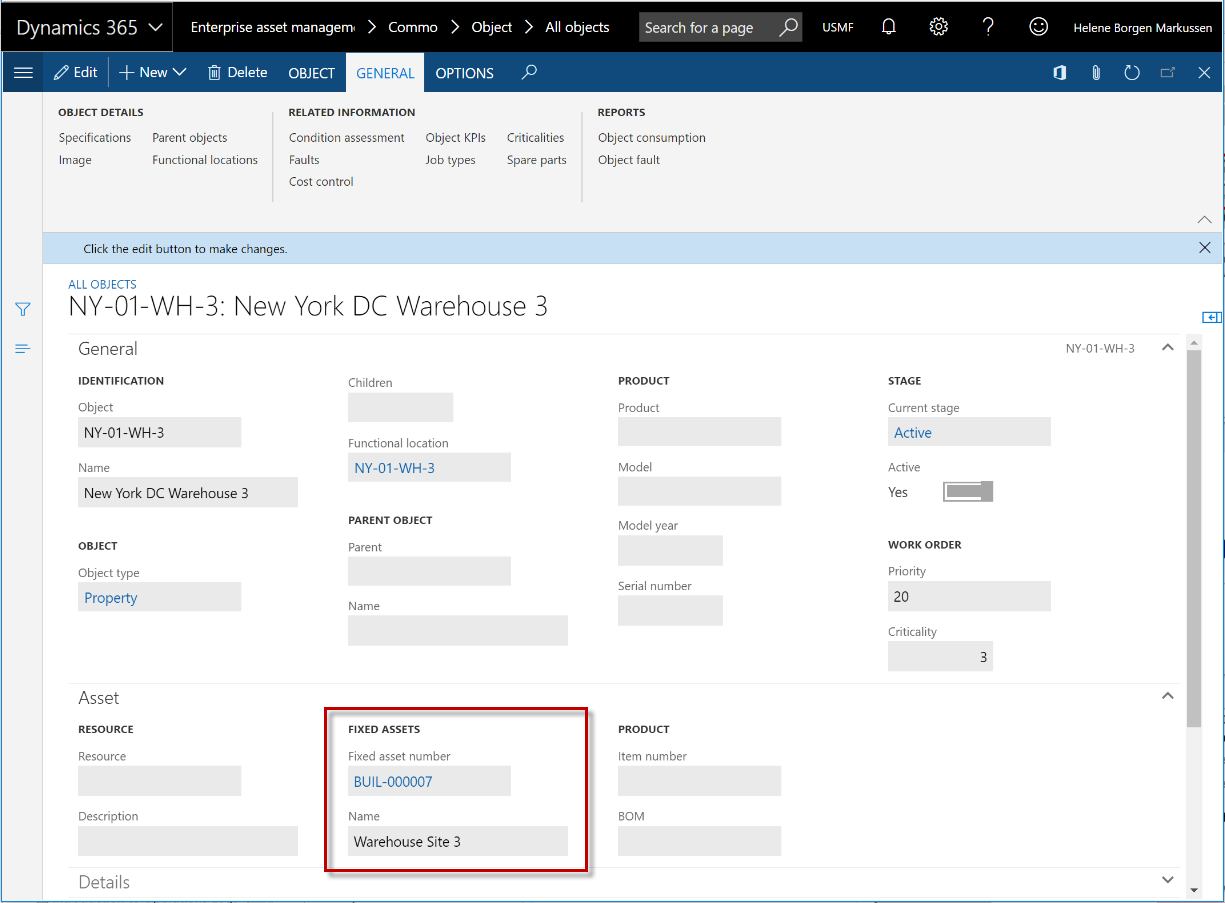 Dynamics 365 Enterprise asset managem Commo Object All objects Search for a page USMF ? Helene Borgen Markussen
Edit New Delete OBJECT GENERAL OPTIONS
OBJECT DETAILS RELATED INFORMATION REPORTS
Specifications Parent objects Condition assessment Object KPIs Criticalities Object consumption
Image Functional locations Faults Job types Spare parts Object fault
Cost control
Click the edit button to make changes.
ALL OBJECTS
NY-01-WH-3: New York DC Warehouse 3
General NY-01-WH-3
IDENTIFICATION
Object
NY-01-WH-3
Name
New York DC Warehouse 3
OBJECT
Object type
Property
Children
Functional location
NY-01-WH-3
PARENT OBJECT
Parent
Name
PRODUCT
Product
Model
Model year
Serial number
STAGE
Current stage
Active
Active
Yes
WORK ORDER
Priority
20
Criticality
3
Asset
RESOURCE
Resource
Description
FIXED ASSETS
Fixed asset number
BUIL-000007
Name
Warehouse Site 3
PRODUCT
Item number
BOM
Details